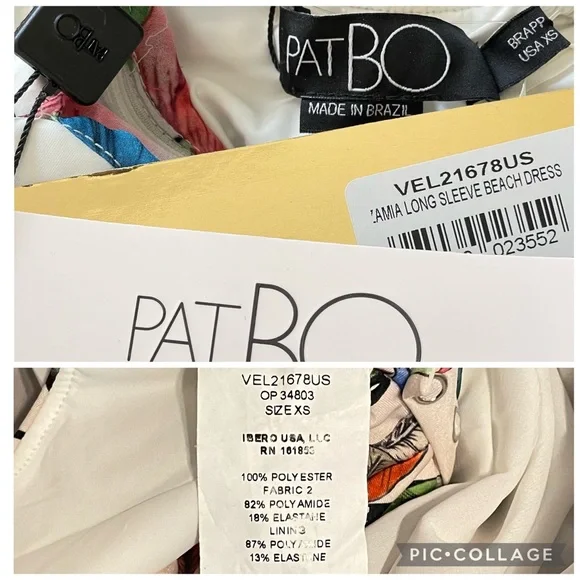 PATBO
PATBO
BRAPP
USA XS
MADE IN BRAZIL
VEL21678US
ZAMIA LONG SLEEVE BEACH DRESS
023552
PATBO
VEL21678US
OP 34803
SIZE XS
IBERO USA, LLC
RN 161853
100% POLYESTER
FABRIC 2
82% POLYAMIDE
18% ELASTANE
LINING
87% POLYAMIDE
13% ELASTANE
PIC•COLLAGE